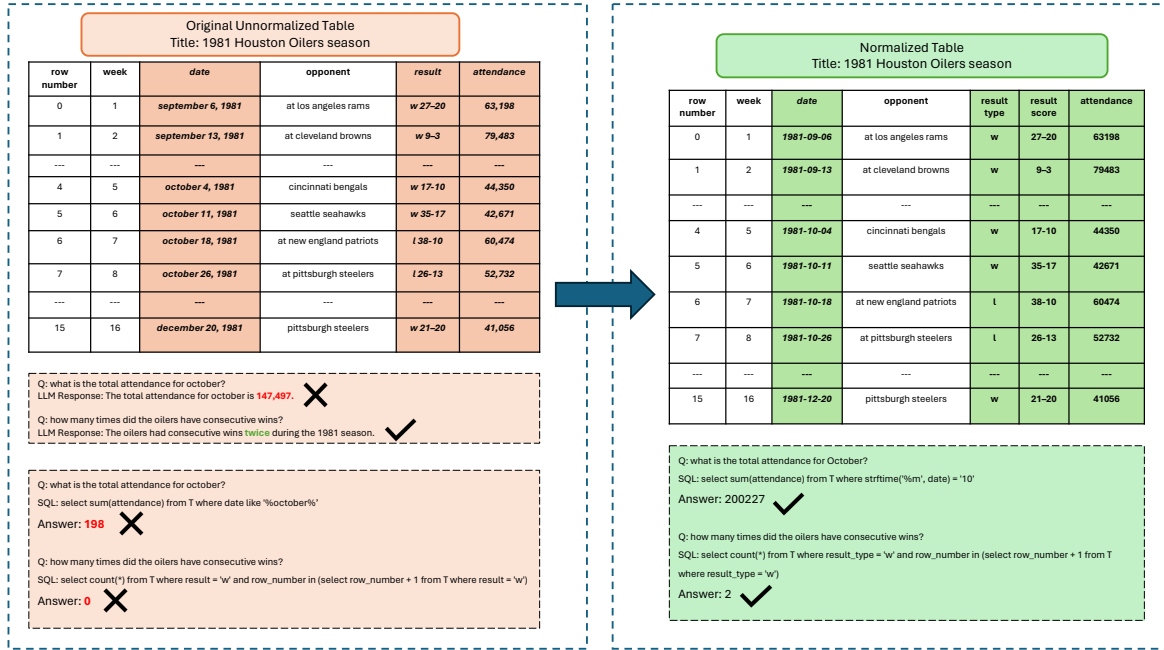 Original Unnormalized Table
Title: 1981 Houston Oilers season
row number week date opponent result attendance
0 1 september 6, 1981 at los angeles rams w 27–20 63,198
1 2 september 13, 1981 at cleveland browns w 9–3 79,483
--- --- --- --- --- ---
4 5 october 4, 1981 cincinnati bengals w 17-10 44,350
5 6 october 11, 1981 seattle seahawks w 35-17 42,671
6 7 october 18, 1981 at new england patriots l 38-10 60,474
7 8 october 26, 1981 at pittsburgh steelers l 26-13 52,732
--- --- --- --- --- ---
15 16 december 20, 1981 pittsburgh steelers w 21–20 41,056
Q: what is the total attendance for october?
LLM Response: The total attendance for october is 147,497.
Q: how many times did the oilers have consecutive wins?
LLM Response: The oilers had consecutive wins twice during the 1981 season.
Q: what is the total attendance for october?
SQL: select sum(attendance) from T where date like '%october%'
Answer: 198
Q: how many times did the oilers have consecutive wins?
SQL: select count(*) from T where result = 'w' and row_number in (select row_number + 1 from T where result = 'w')
Answer: 0
Normalized Table
Title: 1981 Houston Oilers season
row number week date opponent result type result score attendance
0 1 1981-09-06 at los angeles rams w 27–20 63198
1 2 1981-09-13 at cleveland browns w 9–3 79483
--- --- --- --- --- --- ---
4 5 1981-10-04 cincinnati bengals w 17-10 44350
5 6 1981-10-11 seattle seahawks w 35-17 42671
6 7 1981-10-18 at new england patriots l 38-10 60474
7 8 1981-10-26 at pittsburgh steelers l 26-13 52732
--- --- --- --- --- --- ---
15 16 1981-12-20 pittsburgh steelers w 21–20 41056
Q: what is the total attendance for October?
SQL: select sum(attendance) from T where strftime('%m', date) = '10'
Answer: 200227
Q: how many times did the oilers have consecutive wins?
SQL: select count(*) from T where result_type = 'w' and row_number in (select row_number + 1 from T
where result_type = 'w')
Answer: 2